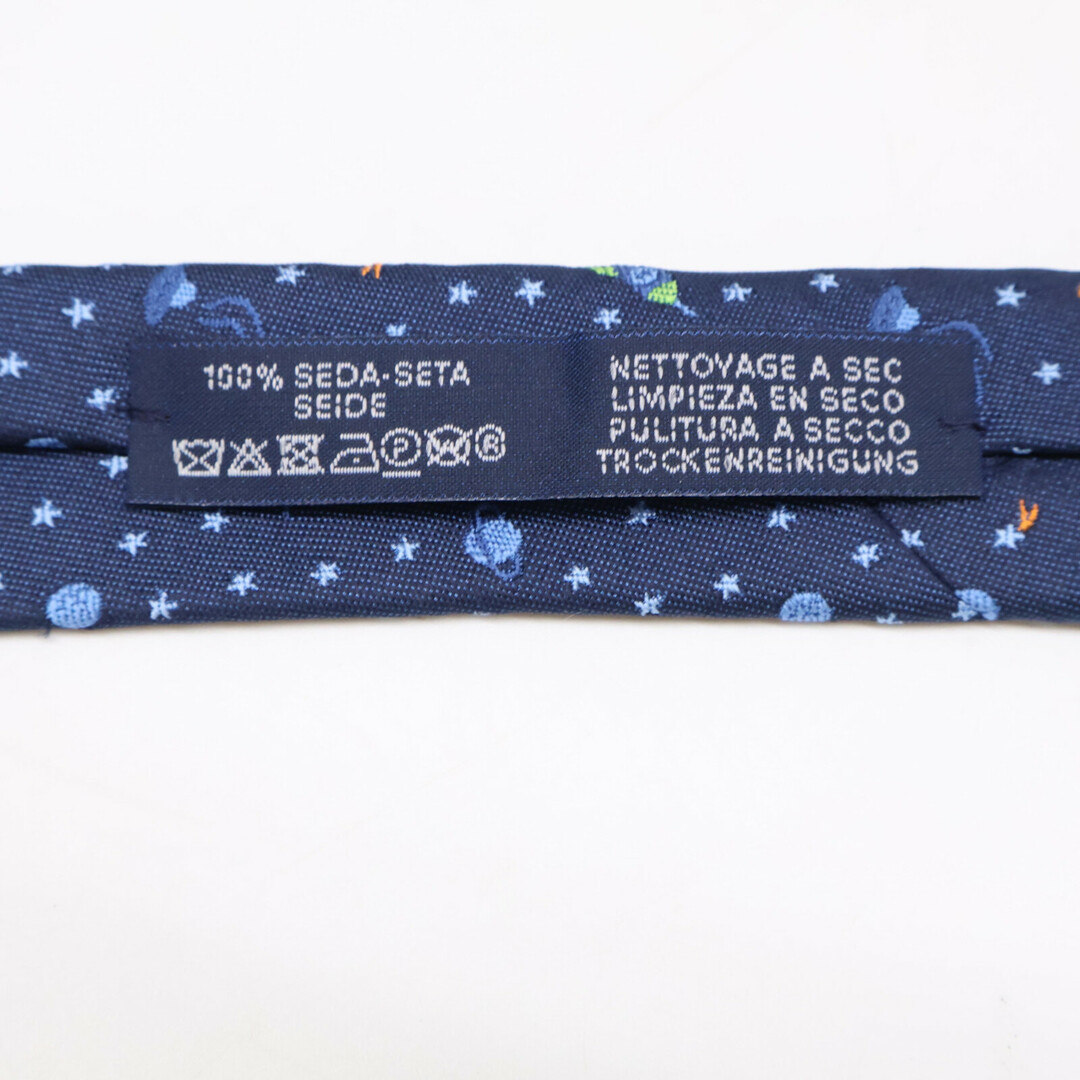 100% SEDA-SETA
SEIDE
P
®
NETTOYAGE A SEC
LIMPIEZA EN SECO
PULITURA A SECCO
TROCKENREINIGUNG